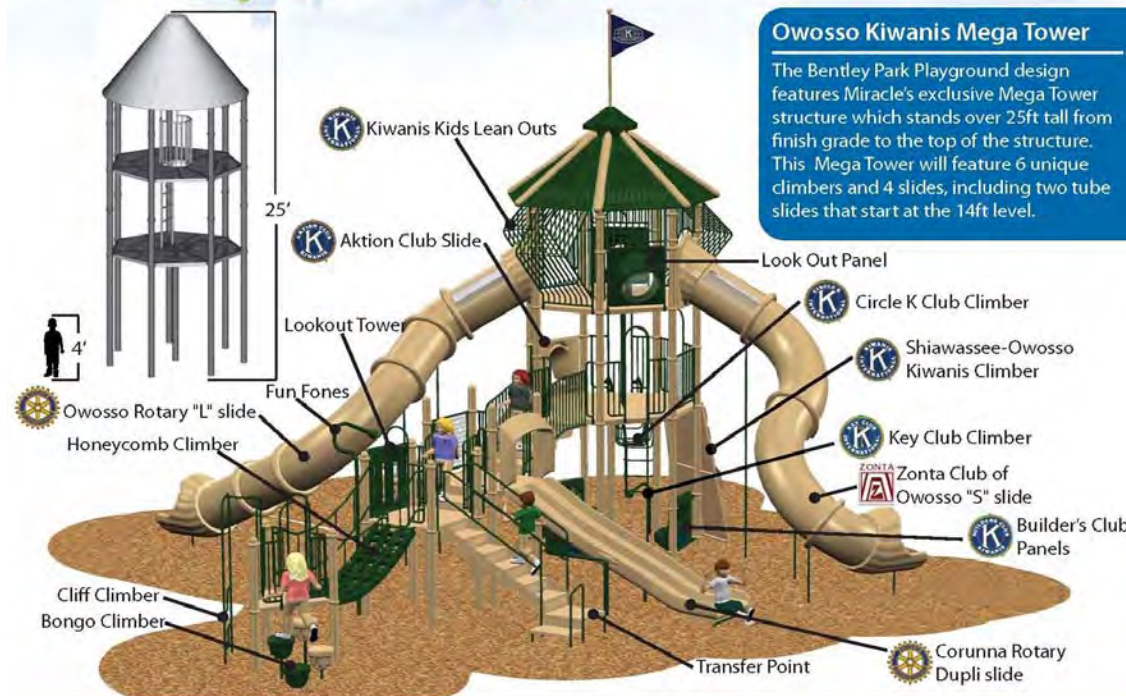 Owosso Kiwanis Mega Tower
The Bentley Park Playground design
features Miracle's exclusive Mega Tower
structure which stands over 25ft tall from
finish grade to the top of the structure.
This Mega Tower will feature 6 unique
climbers and 4 slides, including two tube
slides that start at the 14ft level.
25'
4'
K
Kiwanis Kids Lean Outs
K
Aktion Club Slide
Lookout Tower
Fun Fones
Owosso Rotary "L" slide
Honeycomb Climber
Cliff Climber
Bongo Climber
Look Out Panel
K
Circle K Club Climber
K
Shiawassee-Owosso
Kiwanis Climber
K
Key Club Climber
ZONTA
Zonta Club of
Owosso "S" slide
K
Builder's Club
Panels
Corunna Rotary
Dupli slide
Transfer Point